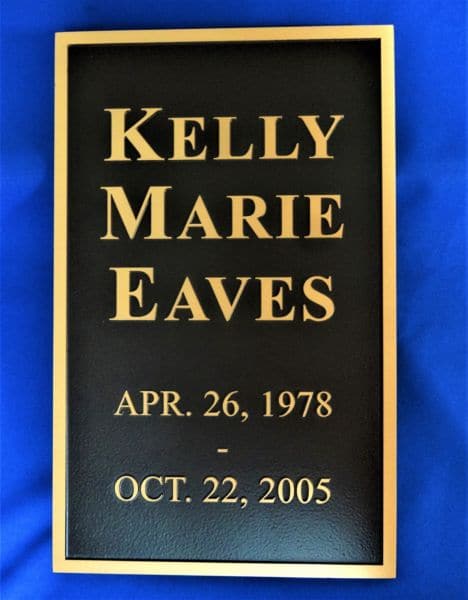 KELLY
MARIE
EAVES
APR. 26, 1978
-
OCT. 22, 2005